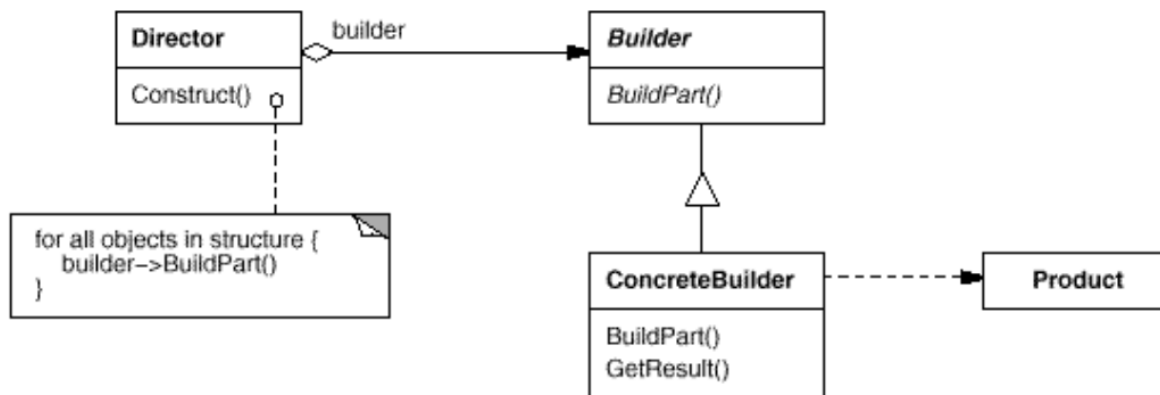 Director
Construct()
builder
Builder
BuildPart()
for all objects in structure {
builder->BuildPart()
}
ConcreteBuilder
BuildPart()
GetResult()
Product